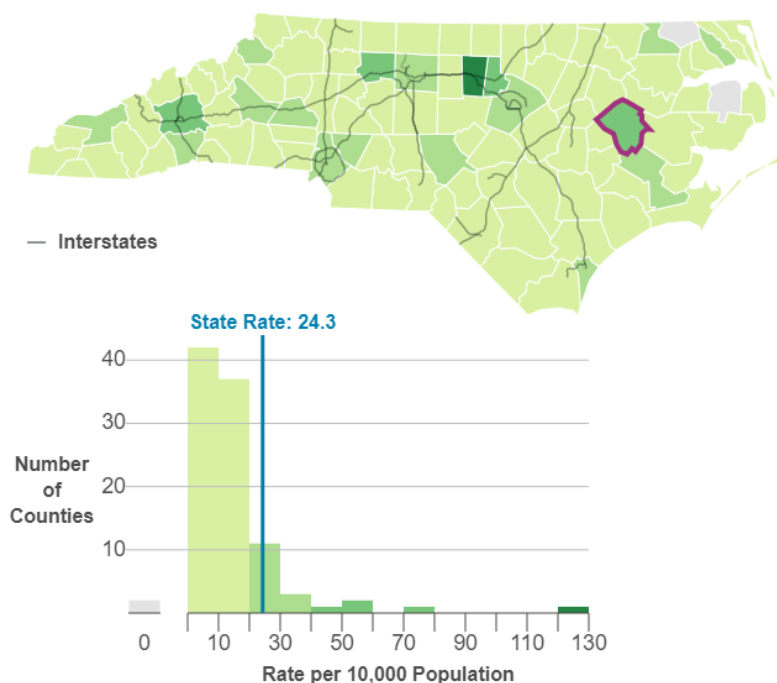 Interstates
State Rate: 24.3
40
30
20
10
Number
of
Counties
0 10 30 50 70 90 110 130
Rate per 10,000 Population